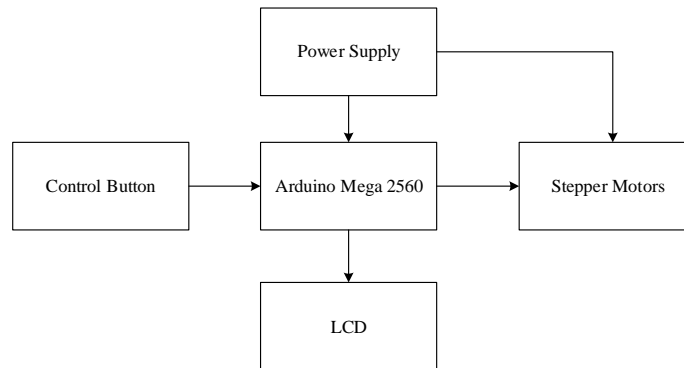 Power Supply
Control Button
Arduino Mega 2560
Stepper Motors
LCD